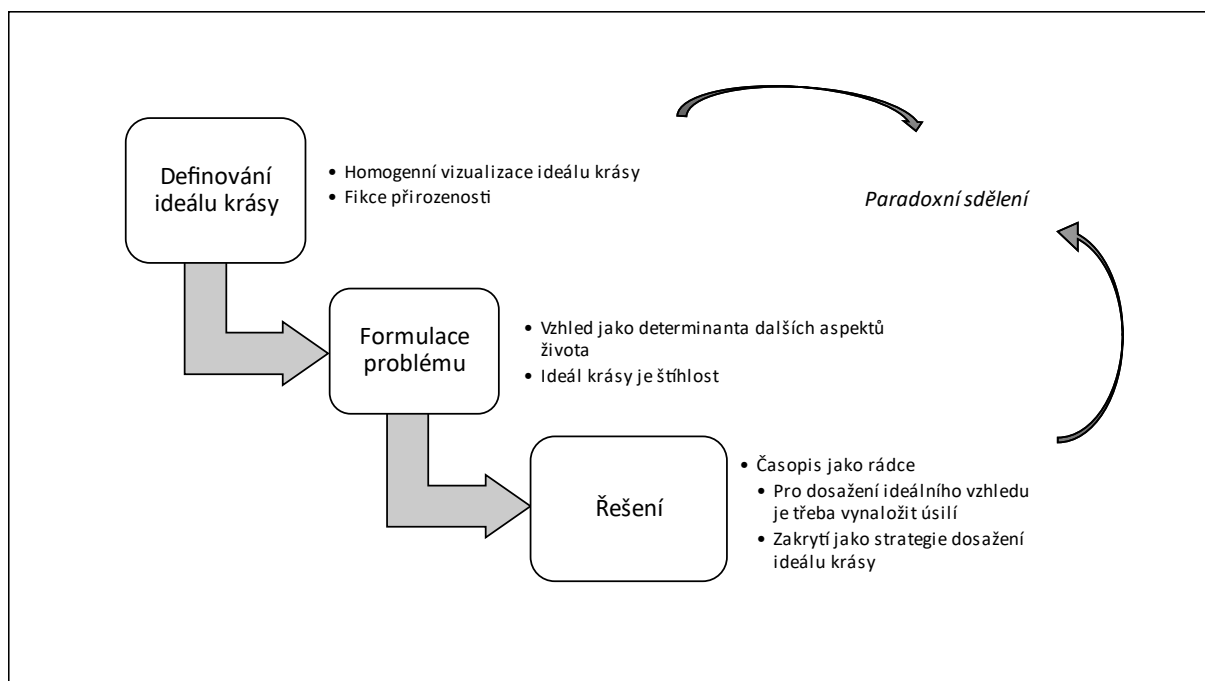 Definování
ideálu krásy
• Homogenní vizualizace ideálu krásy
• Fikce přirozenosti
Paradoxní sdělení
Formulace
problému
• Vzhled jako determinanta dalších aspektů
života
• Ideál krásy je štíhlost
Řešení
• Časopis jako rádce
• Pro dosažení ideálního vzhledu
je třeba vynaložit úsilí
• Zakrytí jako strategie dosažení
ideálu krásy